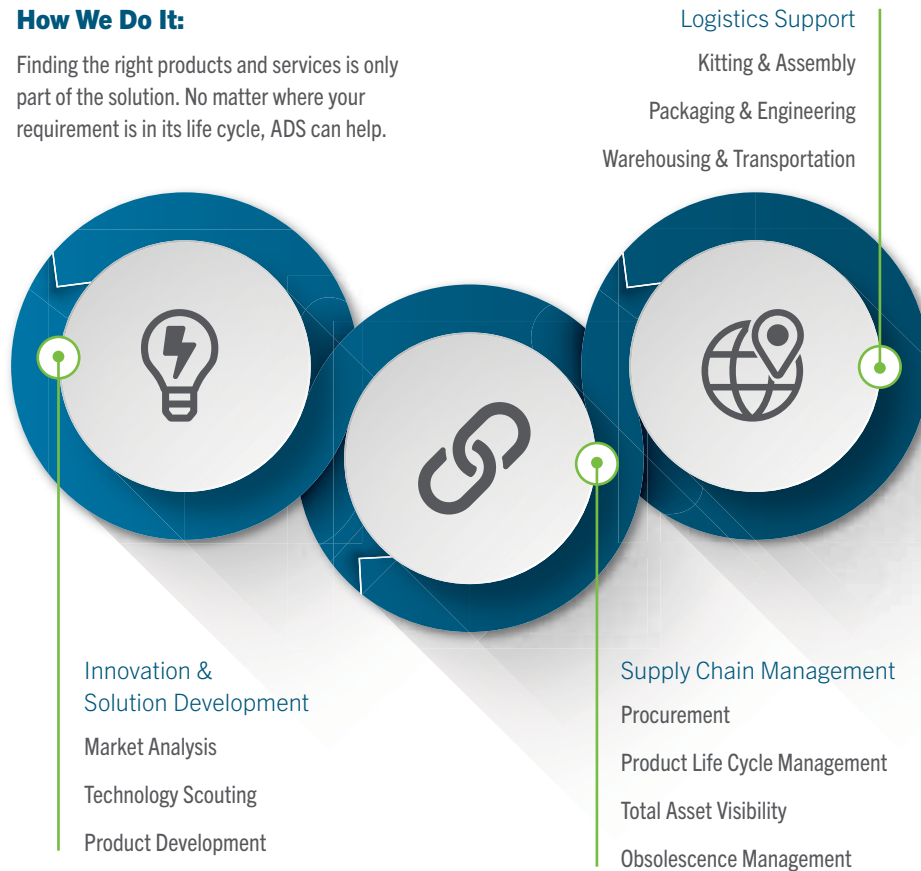 How We Do It:
Finding the right products and services is only
part of the solution. No matter where your
requirement is in its life cycle, ADS can help.
Logistics Support
Kitting & Assembly
Packaging & Engineering
Warehousing & Transportation
Innovation &
Solution Development
Market Analysis
Technology Scouting
Product Development
Supply Chain Management
Procurement
Product Life Cycle Management
Total Asset Visibility
Obsolescence Management